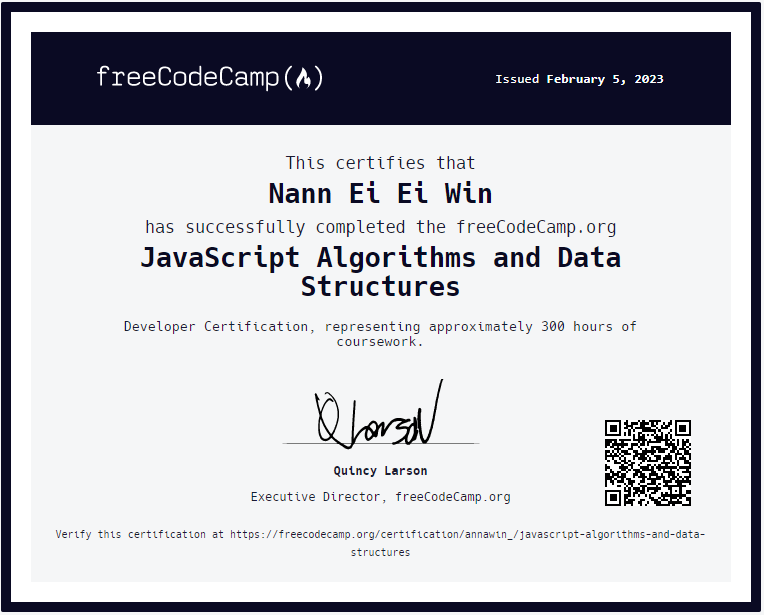 freeCodeCamp(🔥)
Issued February 5, 2023
This certifies that
Nann Ei Ei Win
has successfully completed the freeCodeCamp.org
JavaScript Algorithms and Data
Structures
Developer Certification, representing approximately 300 hours of
coursework.
Q Larson
Quincy Larson
Executive Director, freeCodeCamp.org
Verify this certification at https://freecodecamp.org/certification/annawin_/javascript-algorithms-and-data-
structures